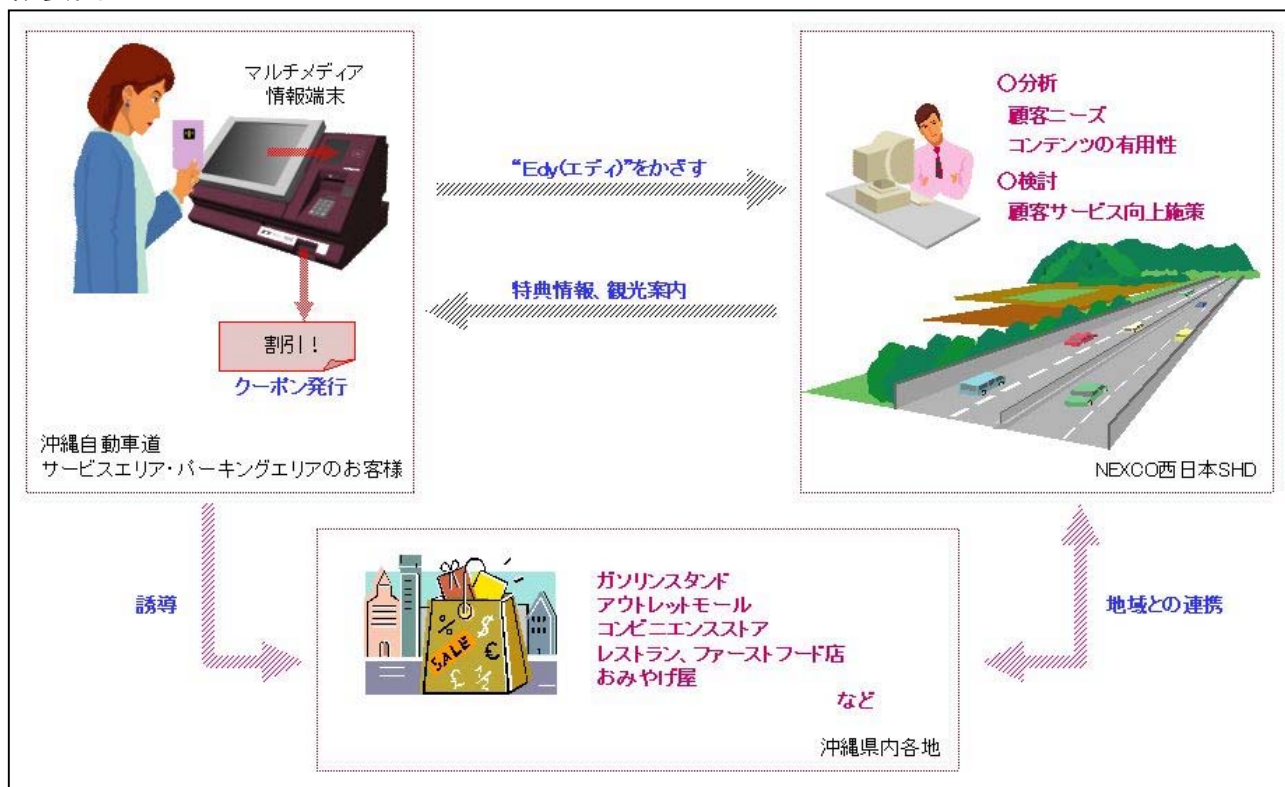 マルチメディア
情報端末
割引！
クーポン発行
沖縄自動車道
サービスエリア・パーキングエリアのお客様
“Edy(エディ)”をかざす
特典情報、観光案内
○分析
顧客ニーズ
コンテンツの有用性
○検討
顧客サービス向上施策
NEXCO西日本SHD
誘導
SALE
ガソリンスタンド
アウトレットモール
コンビニエンスストア
レストラン、ファーストフード店
おみやげ屋
など
沖縄県内各地
地域との連携